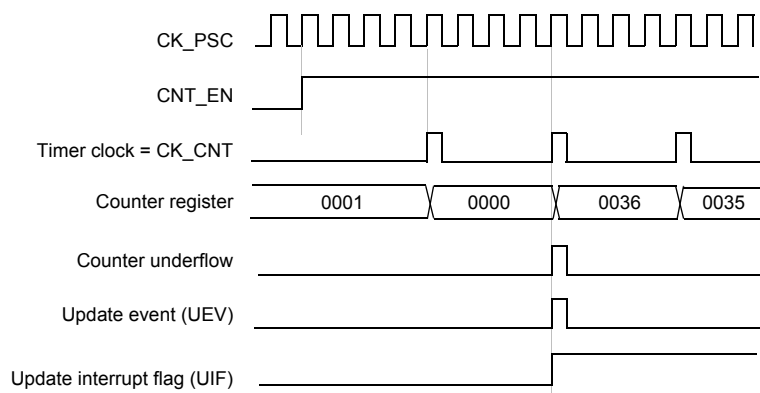 CK_PSC
CNT_EN
Timer clock = CK_CNT
Counter register 0001 0000 0036 0035
Counter underflow
Update event (UEV)
Update interrupt flag (UIF)